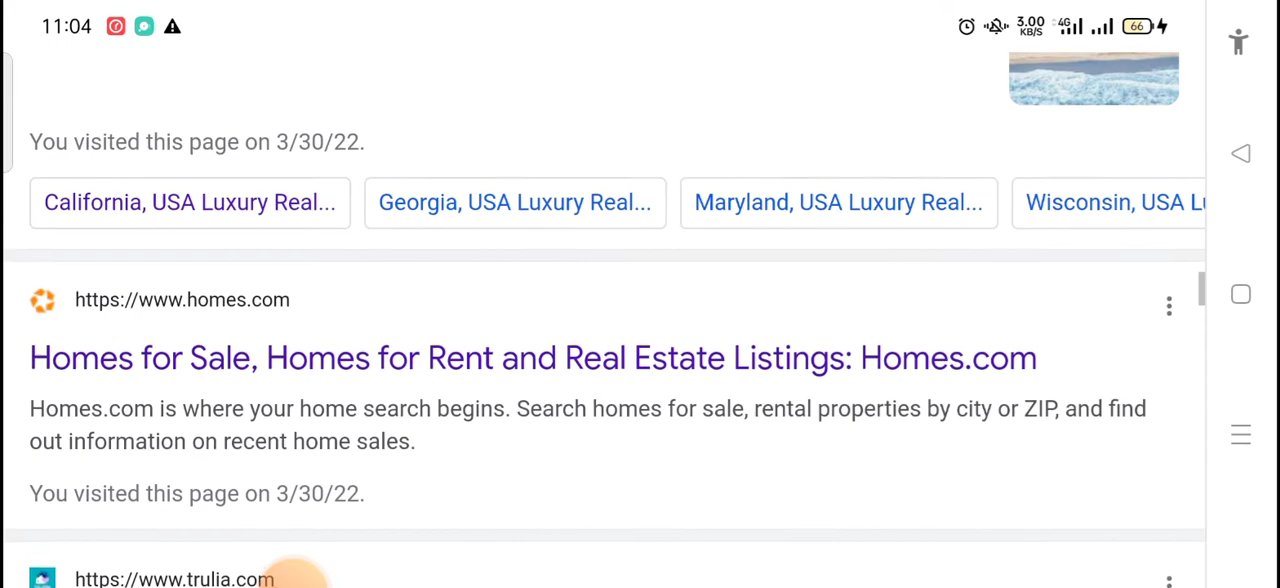 11:04 3.00 KB/S 4G 66
You visited this page on 3/30/22.
California, USA Luxury Real... Georgia, USA Luxury Real... Maryland, USA Luxury Real... Wisconsin, USA L
https://www.homes.com
Homes for Sale, Homes for Rent and Real Estate Listings: Homes.com
Homes.com is where your home search begins. Search homes for sale, rental properties by city or ZIP, and find
out information on recent home sales.
You visited this page on 3/30/22.
https://www.trulia.com